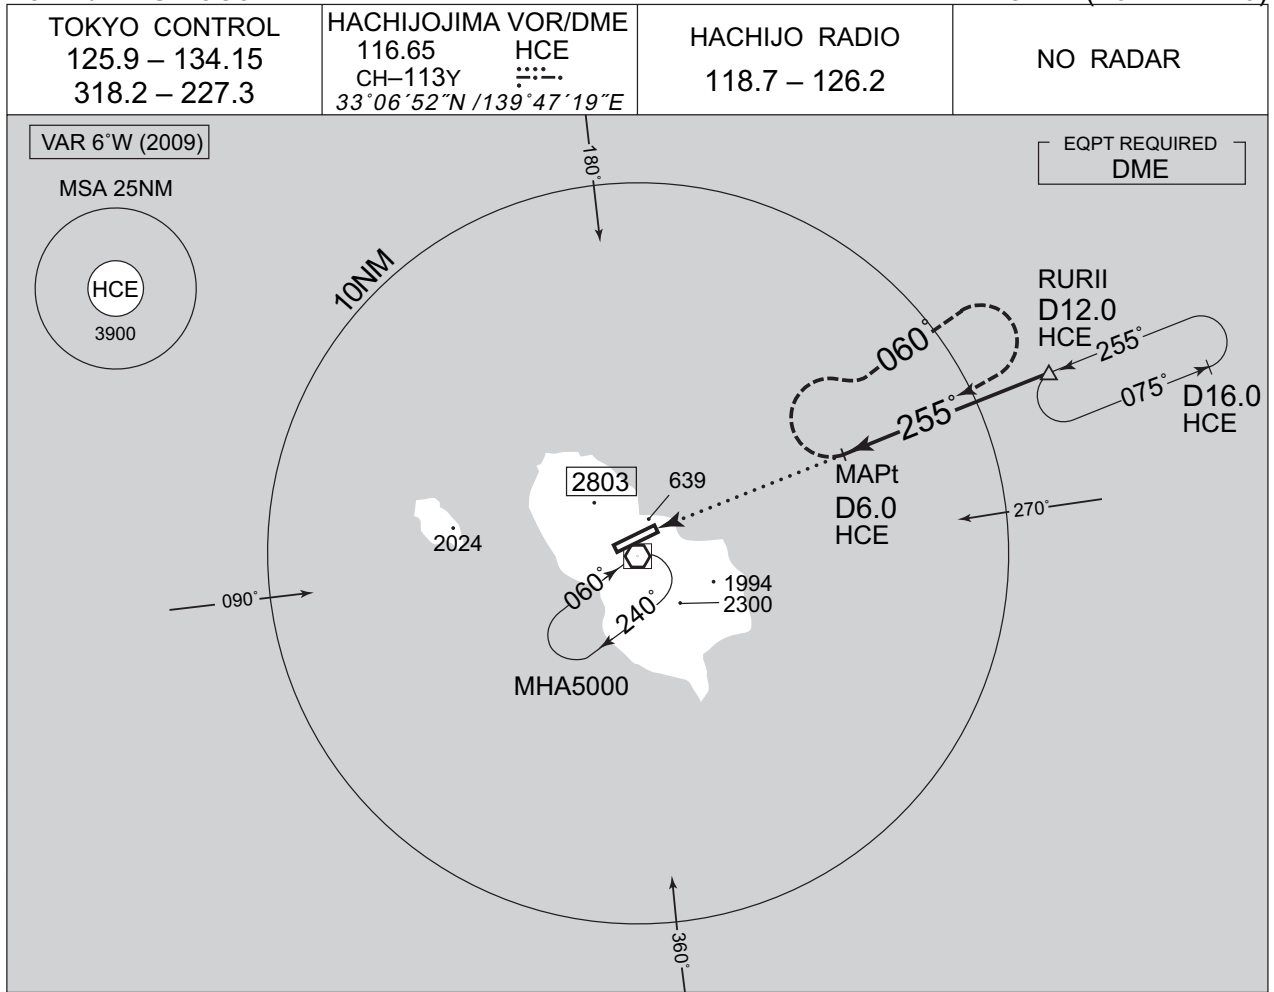 TOKYO CONTROL
125.9 – 134.15
318.2 – 227.3
HACHIJOJIMA VOR/DME
116.65 HCE
CH–113Y
33°06′52″N /139°47′19″E
HACHIJO RADIO
118.7 – 126.2
NO RADAR
VAR 6°W (2009)
MSA 25NM
HCE
3900
EQPT REQUIRED
DME
180°
10NM
RURII
D12.0
HCE
255°
075°
D16.0
HCE
060°
255°
MAPt
D6.0
HCE
270°
2803
639
2024
090°
060°
240°
1994
2300
MHA5000
360°